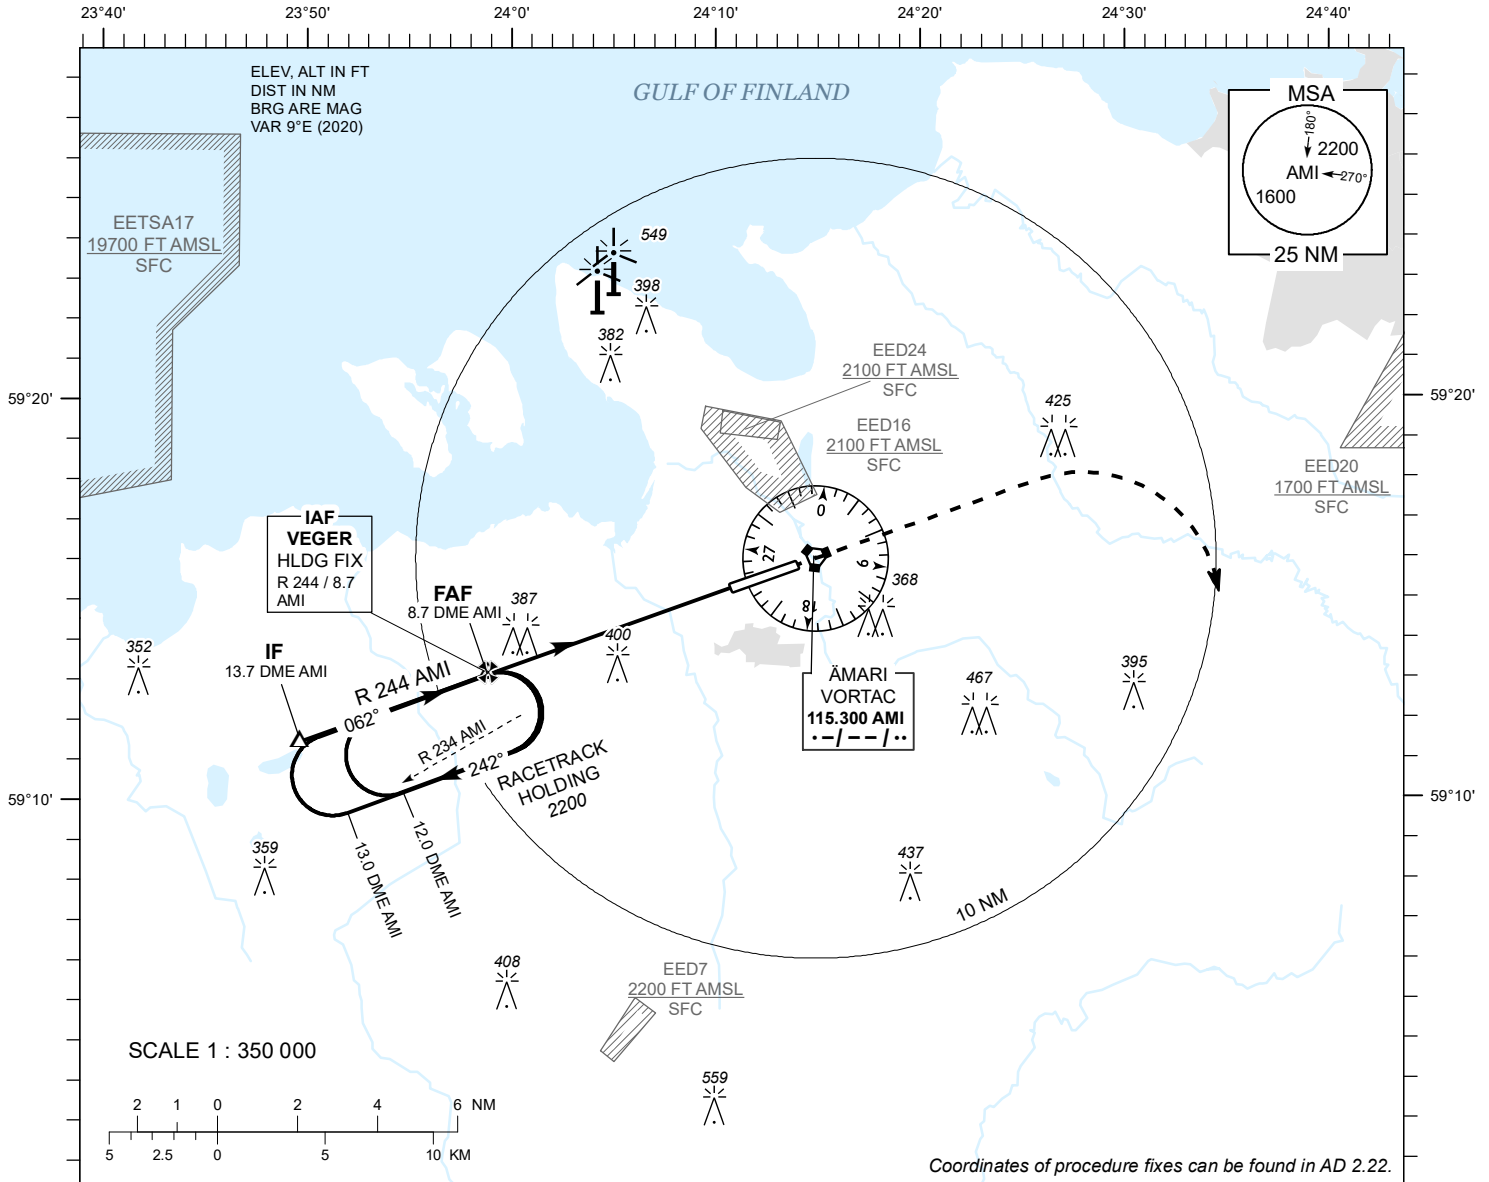 23°40'
23°50'
24°0'
24°10'
24°20'
24°30'
24°40'
ELEV, ALT IN FT
DIST IN NM
BRG ARE MAG
VAR 9°E (2020)
GULF OF FINLAND
MSA
180°
2200
AMI
270°
1600
25 NM
EETSA17
19700 FT AMSL
SFC
549
398
382
EED24
2100 FT AMSL
SFC
59°20'
59°20'
425
EED16
2100 FT AMSL
SFC
EED20
1700 FT AMSL
SFC
IAF
VEGER
HLDG FIX
R 244 / 8.7
AMI
0
27
9
18
368
FAF
8.7 DME AMI
387
400
352
IF
13.7 DME AMI
R 244 AMI
062°
R 234 AMI
242°
RACETRACK
HOLDING
2200
ÄMARI
VORTAC
115.300 AMI
·–/– –/··
467
395
59°10'
59°10'
12.0 DME AMI
13.0 DME AMI
359
437
10 NM
408
EED7
2200 FT AMSL
SFC
559
SCALE 1 : 350 000
2 1 0 2 4 6 NM
5 2.5 0 5 10 KM
Coordinates of procedure fixes can be found in AD 2.22.